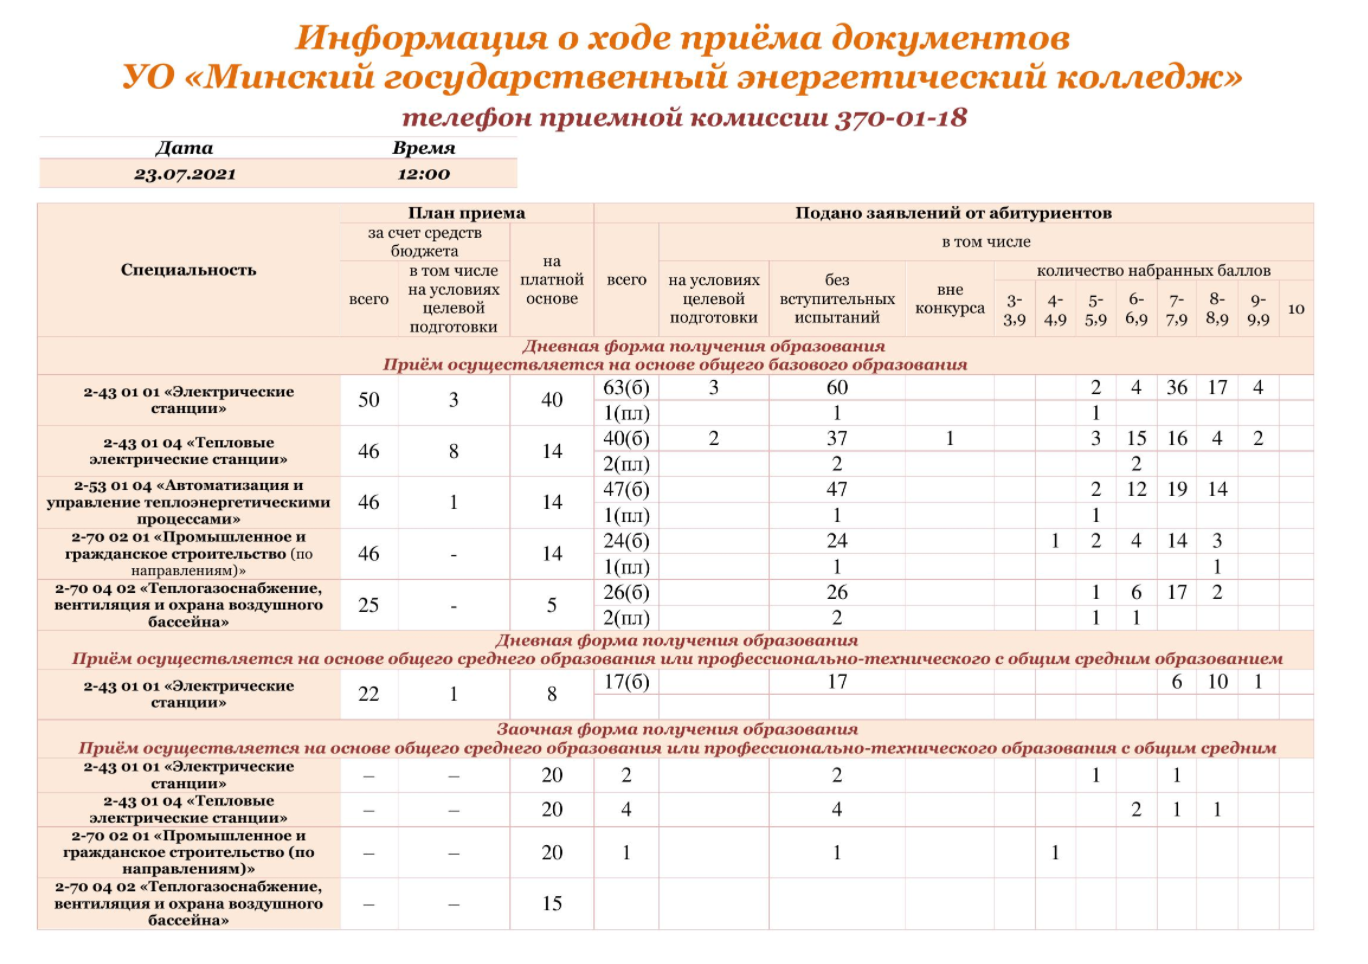 Информация о ходе приёма документов
УО «Минский государственный энергетический колледж»
телефон приемной комиссии 370-01-18
Дата Время
23.07.2021 12:00
Специальность План приема Подано заявлений от абитуриентов
за счет средств бюджета на платной основе всего в том числе
всего в том числе на условиях целевой подготовки на условиях целевой подготовки без вступительных испытаний вне конкурса количество набранных баллов
3-3,9 4-4,9 5-5,9 6-6,9 7-7,9 8-8,9 9-9,9 10
Дневная форма получения образования
Приём осуществляется на основе общего базового образования
2-43 01 01 «Электрические
станции»
50 3 40 63(б) 3 60 2 4 36 17 4
1(пл) 1 1
2-43 01 04 «Тепловые
электрические станции»
46 8 14 40(б) 2 37 1 3 15 16 4 2
2(пл) 2 2
2-53 01 04 «Автоматизация и
управление теплоэнергетическими
процессами»
46 1 14 47(б) 47 2 12 19 14
1(пл) 1 1
2-70 02 01 «Промышленное и
гражданское строительство (по
направлениям)»
46 - 14 24(б) 24 1 2 4 14 3
1(пл) 1 1
2-70 04 02 «Теплогазоснабжение,
вентиляция и охрана воздушного
бассейна»
25 - 5 26(б) 26 1 6 17 2
2(пл) 2 1 1
Дневная форма получения образования
Приём осуществляется на основе общего среднего образования или профессионально-технического с общим средним образованием
2-43 01 01 «Электрические
станции»
22 1 8 17(б) 17 6 10 1
Заочная форма получения образования
Приём осуществляется на основе общего среднего образования или профессионально-технического образования с общим средним
2-43 01 01 «Электрические
станции»
– – 20 2 2 1 1
2-43 01 04 «Тепловые
электрические станции»
– – 20 4 4 2 1 1
2-70 02 01 «Промышленное и
гражданское строительство (по
направлениям)»
– – 20 1 1 1
2-70 04 02 «Теплогазоснабжение,
вентиляция и охрана воздушного
бассейна»
– – 15